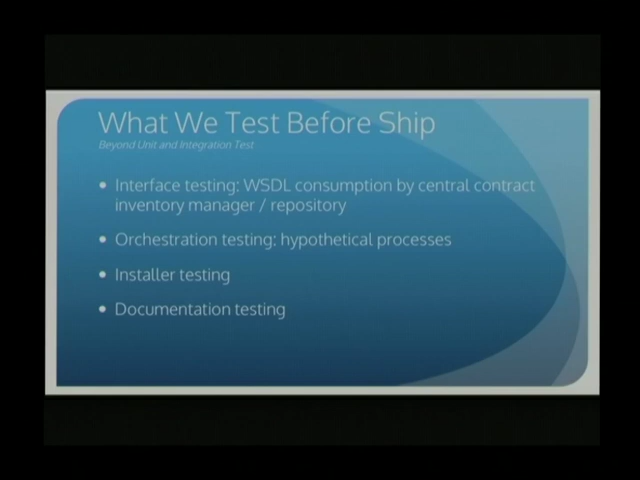 What We Test Before Ship
Beyond Unit and Integration Test
• Interface testing: WSDL consumption by central contract
inventory manager / repository
• Orchestration testing: hypothetical processes
• Installer testing
• Documentation testing